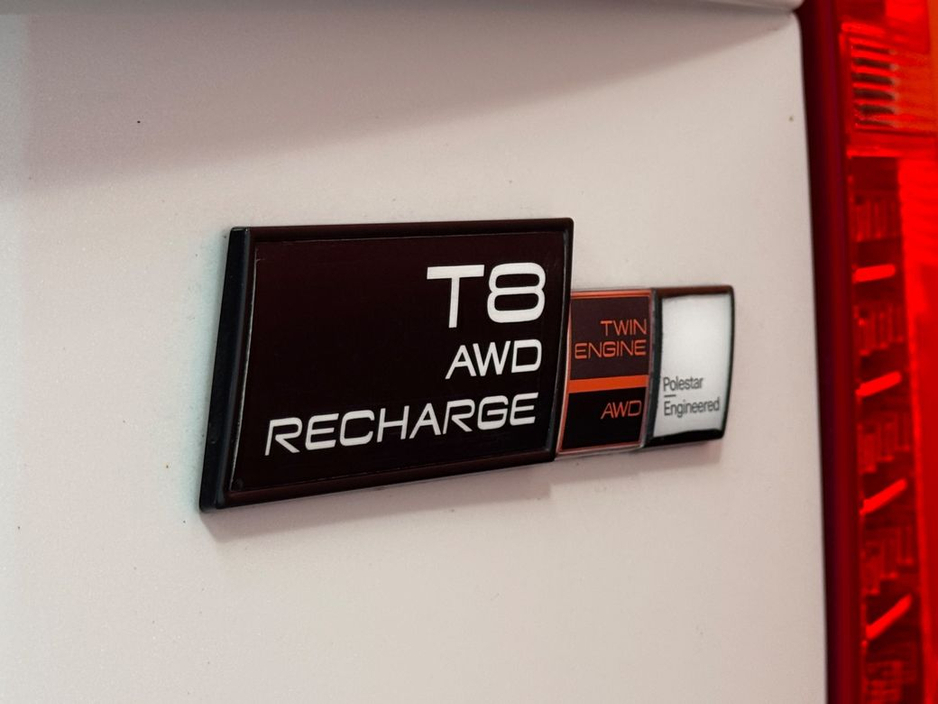 T8
AWD
RECHARGE
TWIN
ENGINE
AWD
Polestar
Engineered